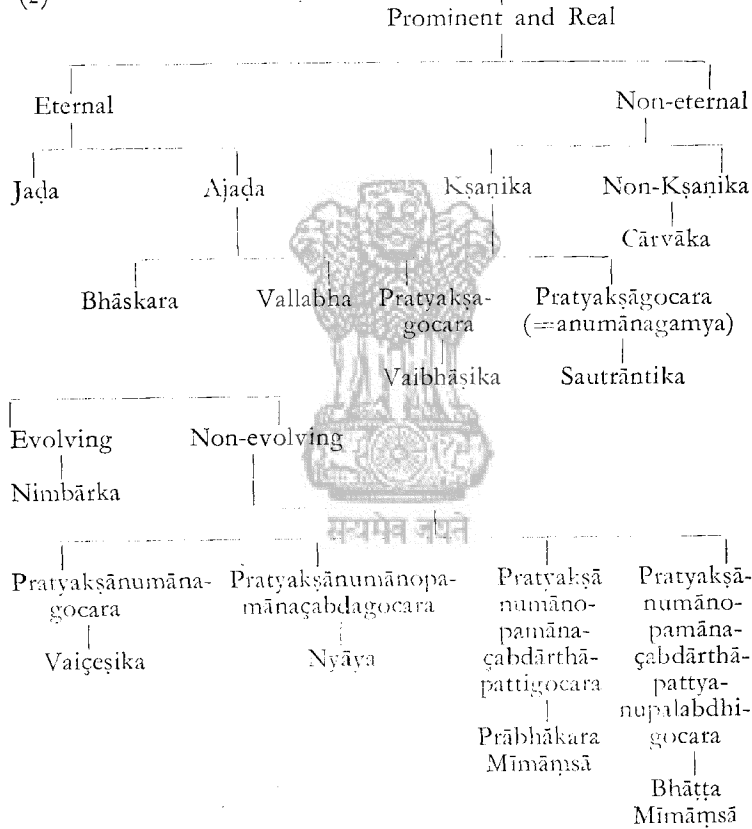 (2)
Prominent and Real
Eternal Non-eternal
Jaḍa Ajaḍa Kṣaṇika Non-Kṣaṇika
Cārvāka
Bhāskara Vallabha Pratyakṣa-
gocara
Pratyakṣāgocara
(=anumānagamya)
Vaibhāṣika Sautrāntika
Evolving Non-evolving
Nimbārka
सत्यमेव जयते
Pratyakṣānumāna-
gocara
Vaiçeṣika
Pratyakṣānumānopa-
mānaçabdagocara
Nyāya
Pratyakṣā
numāno-
pamāna-
çabdārthā-
pattigocara
Prābhākara
Mīmāṃsā
Pratyakṣā-
numāno-
pamāna-
çabdārthā-
pattya-
nupalabdhi-
gocara
Bhāṭṭa
Mīmāṃsā